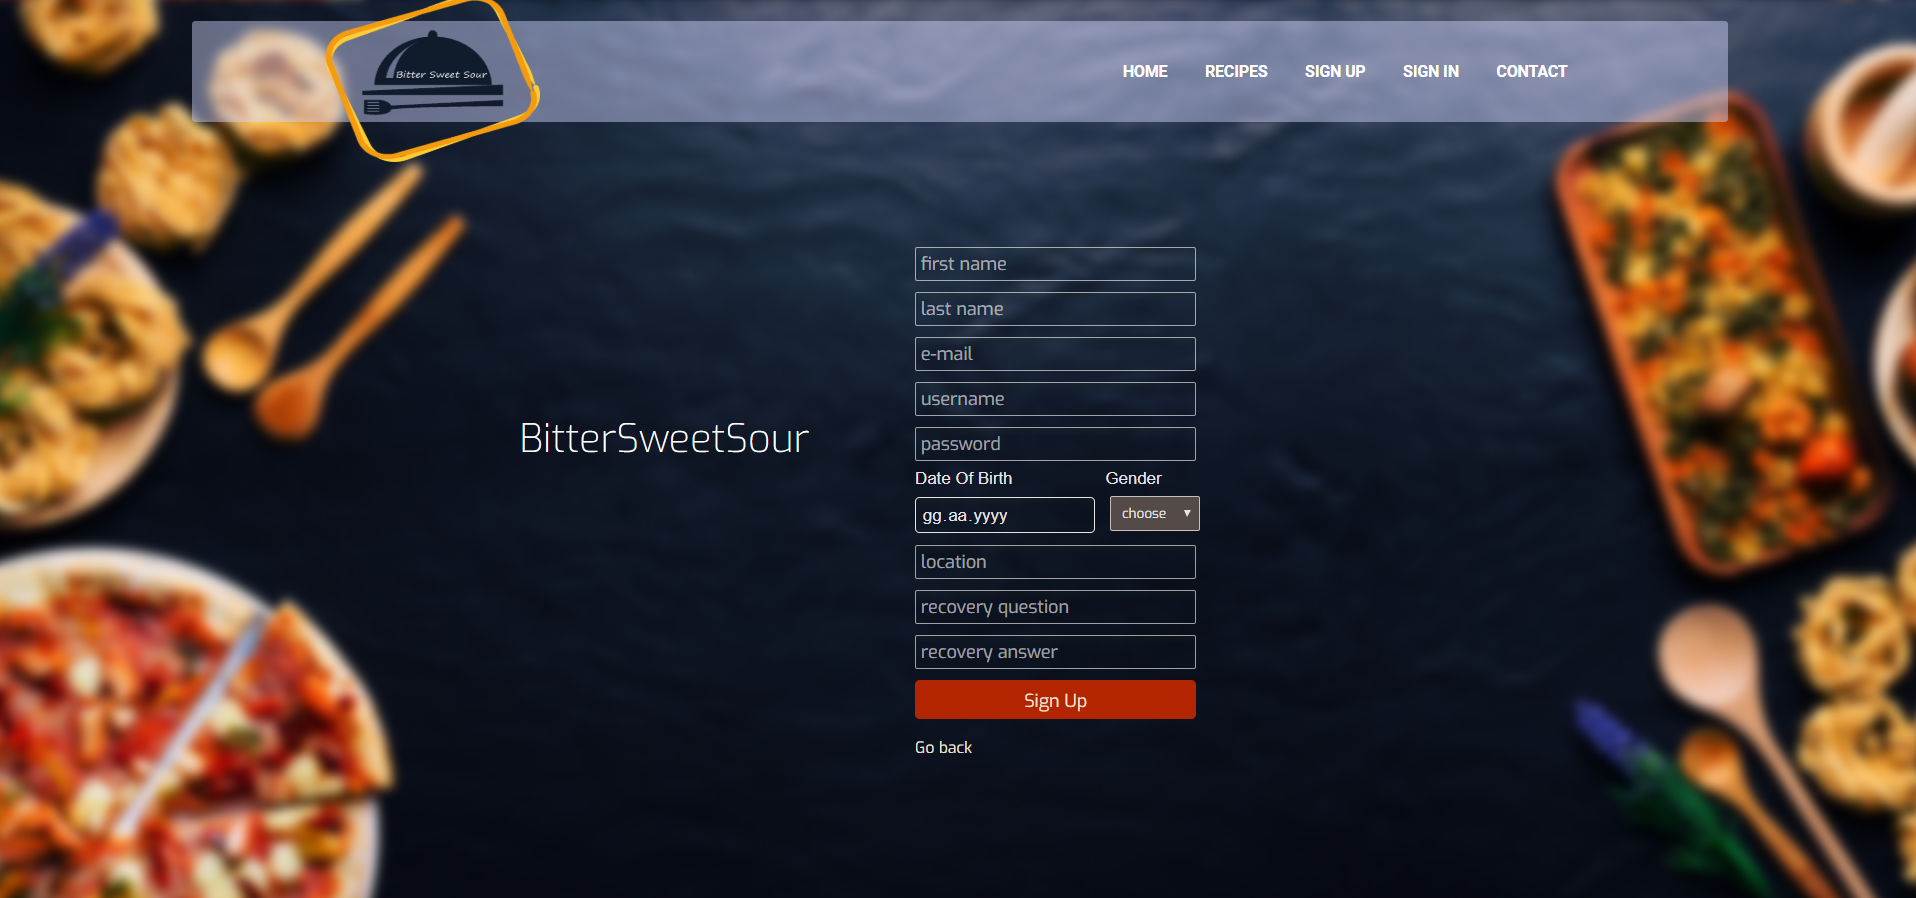 Bitter Sweet Sour
HOME RECIPES SIGN UP SIGN IN CONTACT
BitterSweetSour
first name
last name
e-mail
username
password
Date Of Birth Gender
gg.aa.yyyy choose
location
recovery question
recovery answer
Sign Up
Go back